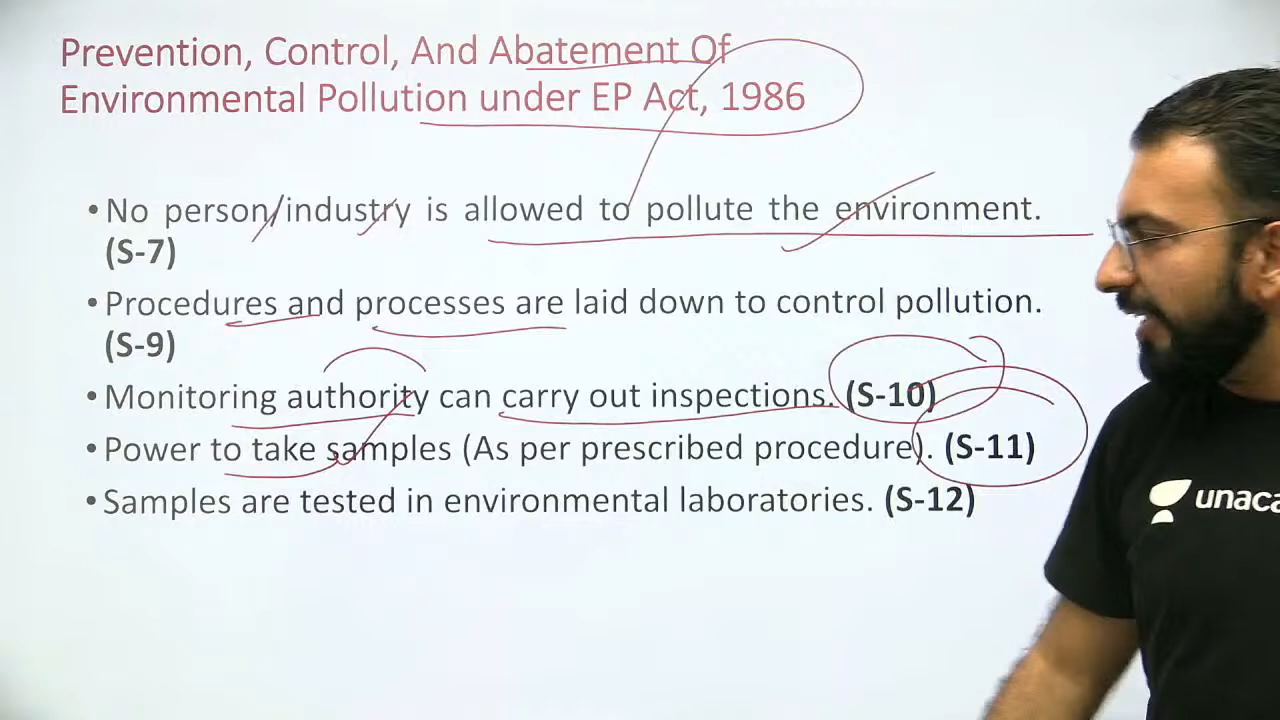 Prevention, Control, And Abatement Of
Environmental Pollution under EP Act, 1986
• No person/industry is allowed to pollute the environment.
(S-7)
• Procedures and processes are laid down to control pollution.
(S-9)
• Monitoring authority can carry out inspections. (S-10)
• Power to take samples (As per prescribed procedure). (S-11)
• Samples are tested in environmental laboratories. (S-12)
unaca